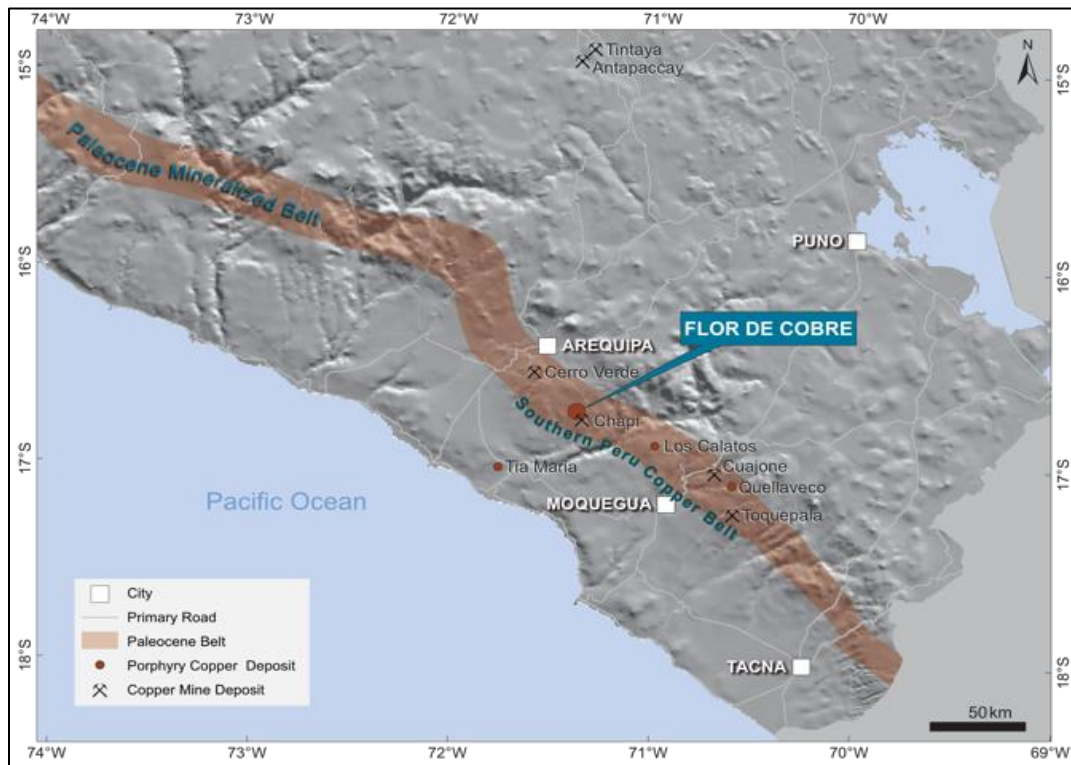 74°W
73°W
72°W
71°W
70°W
15°S
16°S
17°S
18°S
15°S
16°S
17°S
18°S
N
Tintaya
Antapaccay
Paleocene Mineralized Belt
PUNO
FLOR DE COBRE
AREQUIPA
Cerro Verde
Chapi
Southern Peru Copper Belt
Los Calatos
Tia Maria
Cuajone
Quellaveco
MOQUEGUA
Toquepala
Pacific Ocean
TACNA
City
Primary Road
Paleocene Belt
Porphyry Copper Deposit
Copper Mine Deposit
50 km
74°W
73°W
72°W
71°W
70°W
69°W